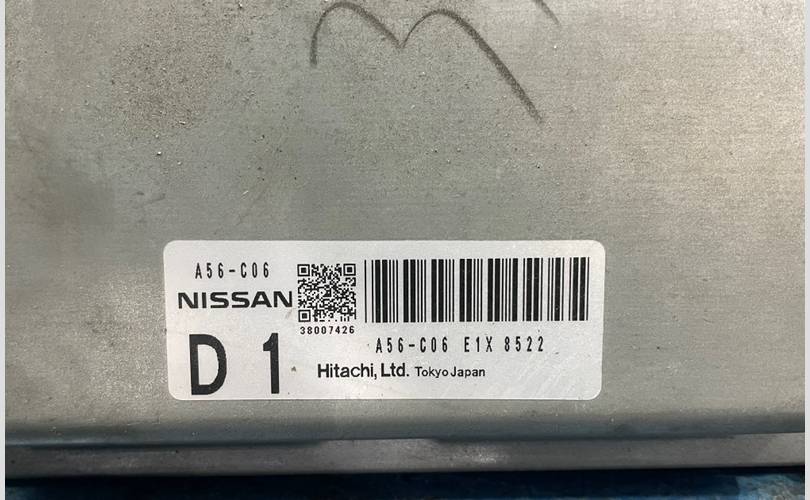 A56-C06
NISSAN
38007426
A56-C06 E1X 8522
D 1
Hitachi, Ltd. Tokyo Japan